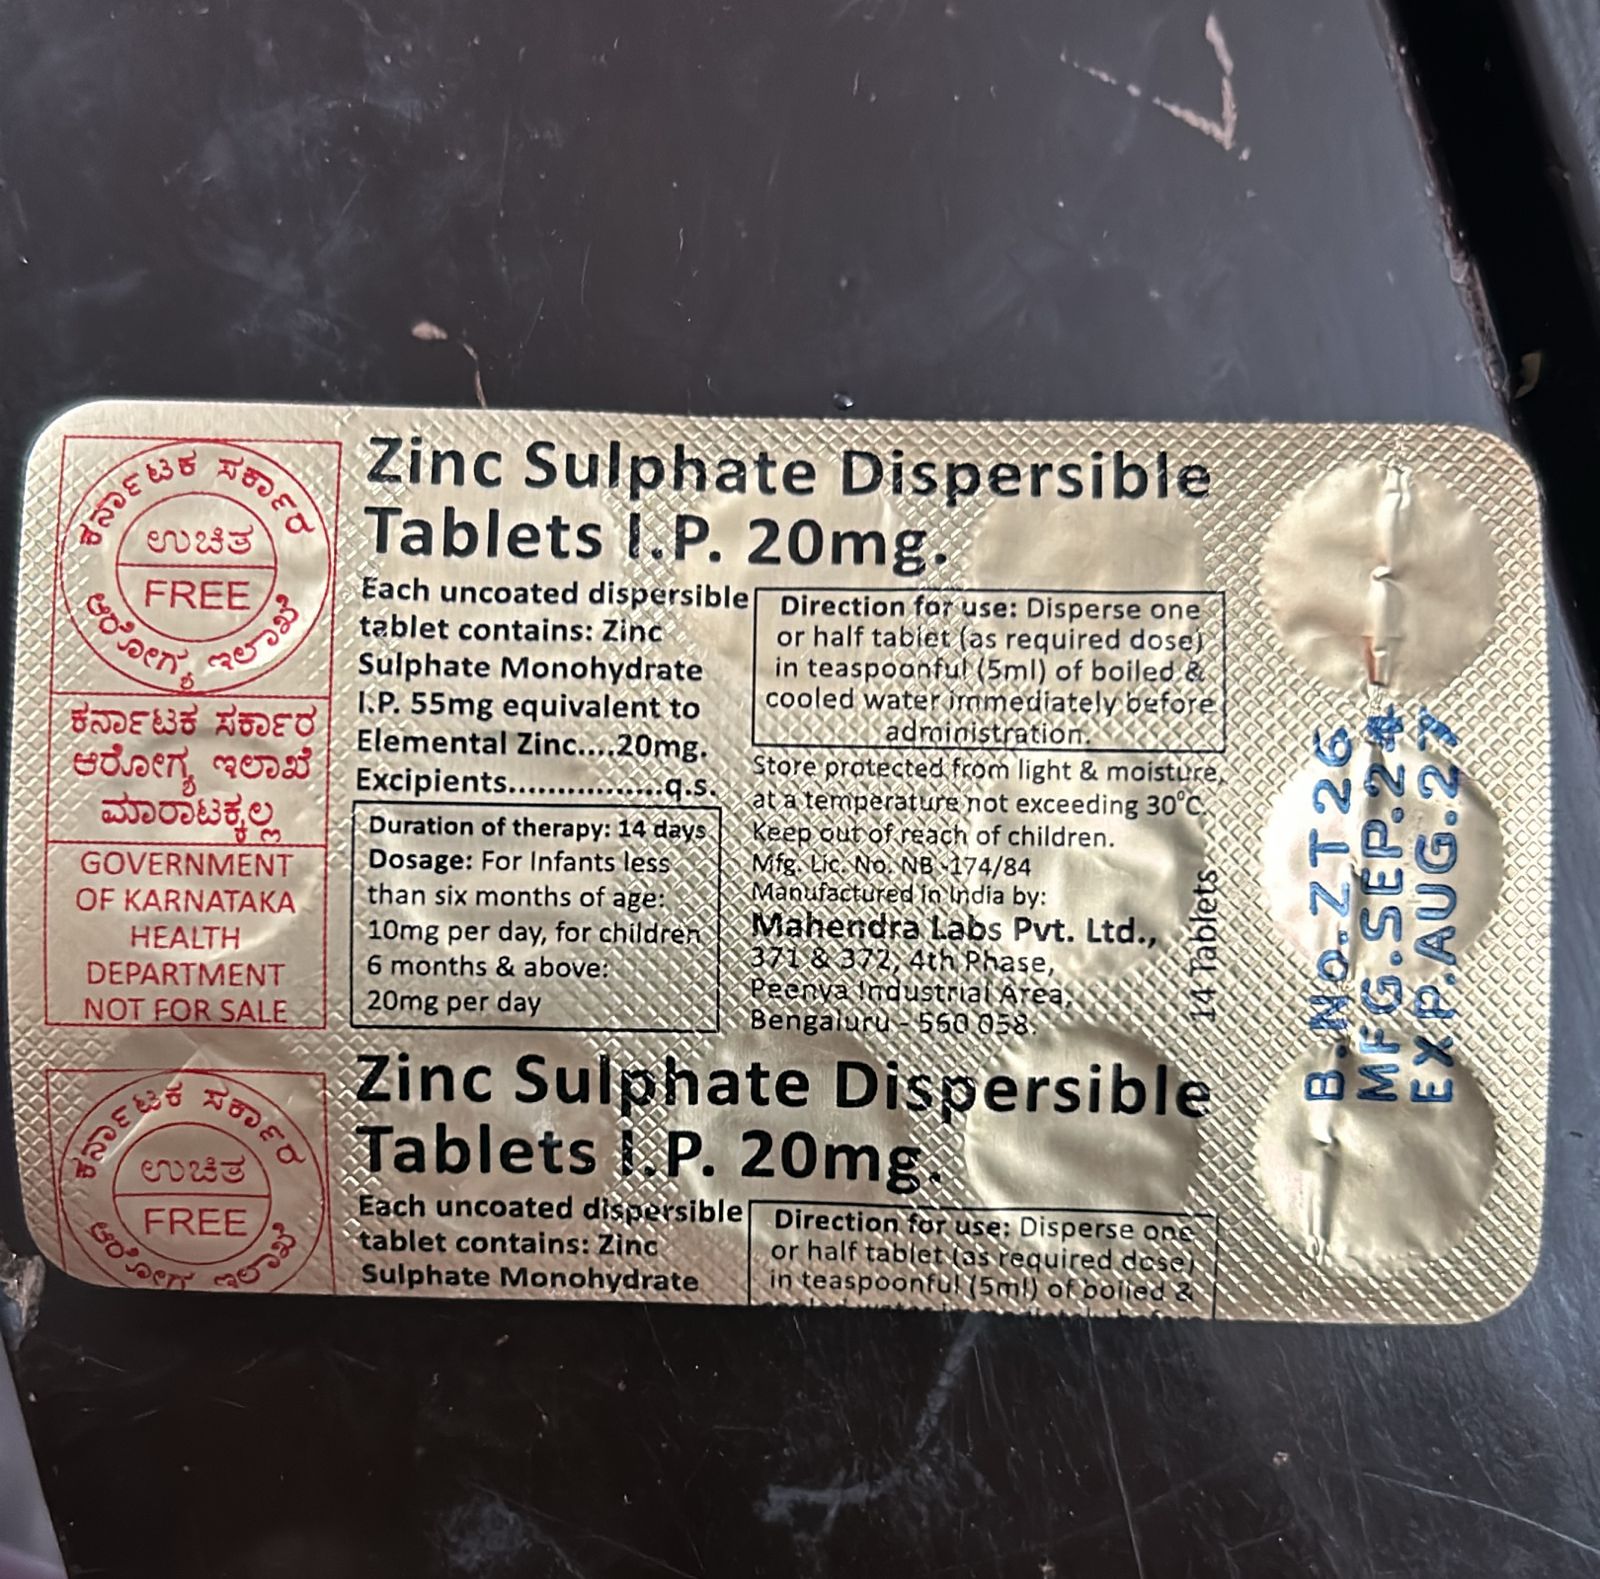 ಕರ್ನಾಟಕ ಸರ್ಕಾರ
ಉಚಿತ
FREE
ಆರೋಗ್ಯ ಇಲಾಖೆ
ಕರ್ನಾಟಕ ಸರ್ಕಾರ
ಆರೋಗ್ಯ ಇಲಾಖೆ
ಮಾರಾಟಕ್ಕಲ್ಲ
GOVERNMENT
OF KARNATAKA
HEALTH
DEPARTMENT
NOT FOR SALE
Zinc Sulphate Dispersible
Tablets I.P. 20mg.
Each uncoated dispersible
tablet contains: Zinc
Sulphate Monohydrate
I.P. 55mg equivalent to
Elemental Zinc....20mg.
Excipients................q.s.
Duration of therapy: 14 days
Dosage: For Infants less
than six months of age:
10mg per day, for children
6 months & above:
20mg per day
Direction for use: Disperse one
or half tablet (as required dose)
in teaspoonful (5ml) of boiled &
cooled water immediately before
administration.
Store protected from light & moisture,
at a temperature not exceeding 30°C.
Keep out of reach of children.
Mfg. Lic. No. NB -174/84
Manufactured in India by:
Mahendra Labs Pvt. Ltd.,
371 & 372, 4th Phase,
Peenya Industrial Area,
Bengaluru - 560 058.
14 Tablets
B.No.ZT26
MFG.SEP.24
EXP.AUG.27
ಕರ್ನಾಟಕ ಸರ್ಕಾರ
ಉಚಿತ
FREE
ಆರೋಗ್ಯ ಇಲಾಖೆ
Zinc Sulphate Dispersible
Tablets I.P. 20mg.
Each uncoated dispersible
tablet contains: Zinc
Sulphate Monohydrate
Direction for use: Disperse one
or half tablet (as required dose)
in teaspoonful (5ml) of boiled &